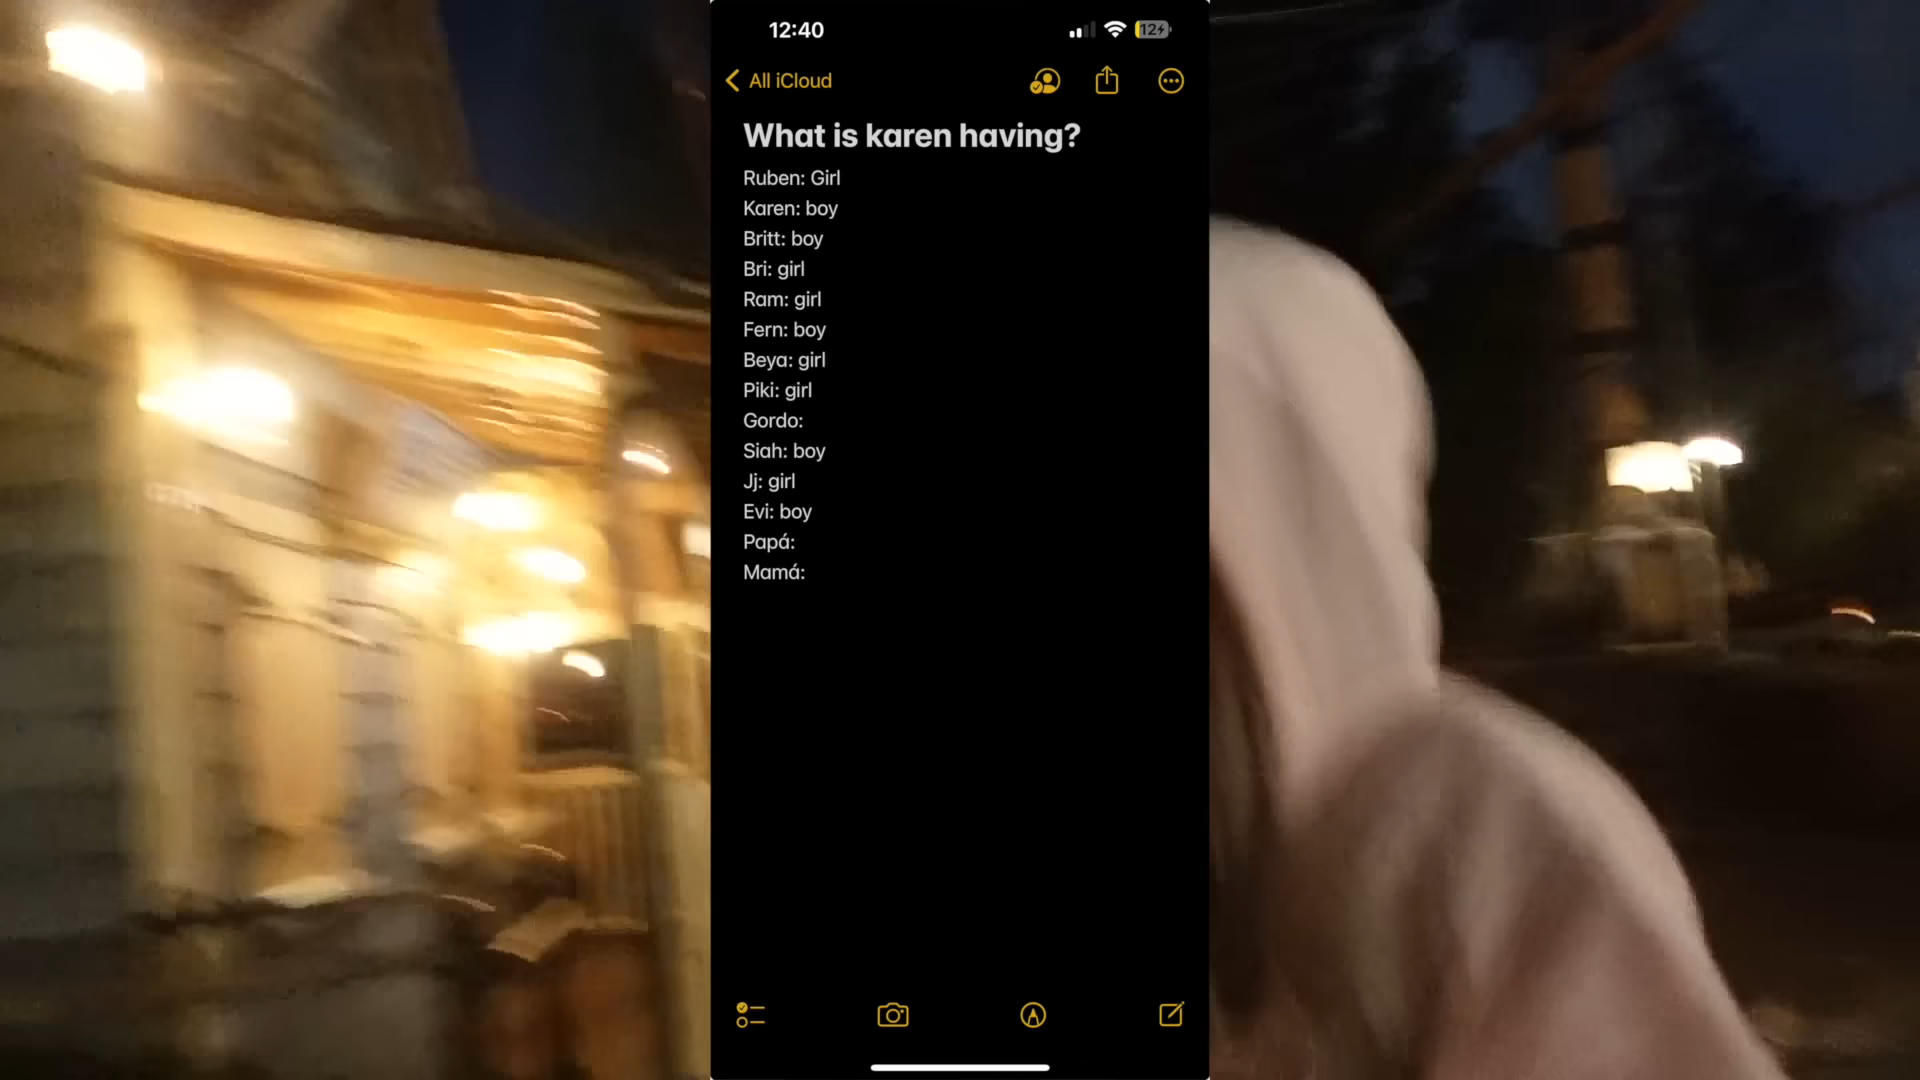 12:40
12
All iCloud
What is karen having?
Ruben: Girl
Karen: boy
Britt: boy
Bri: girl
Ram: girl
Fern: boy
Beya: girl
Piki: girl
Gordo:
Siah: boy
Jj: girl
Evi: boy
Papá:
Mamá: